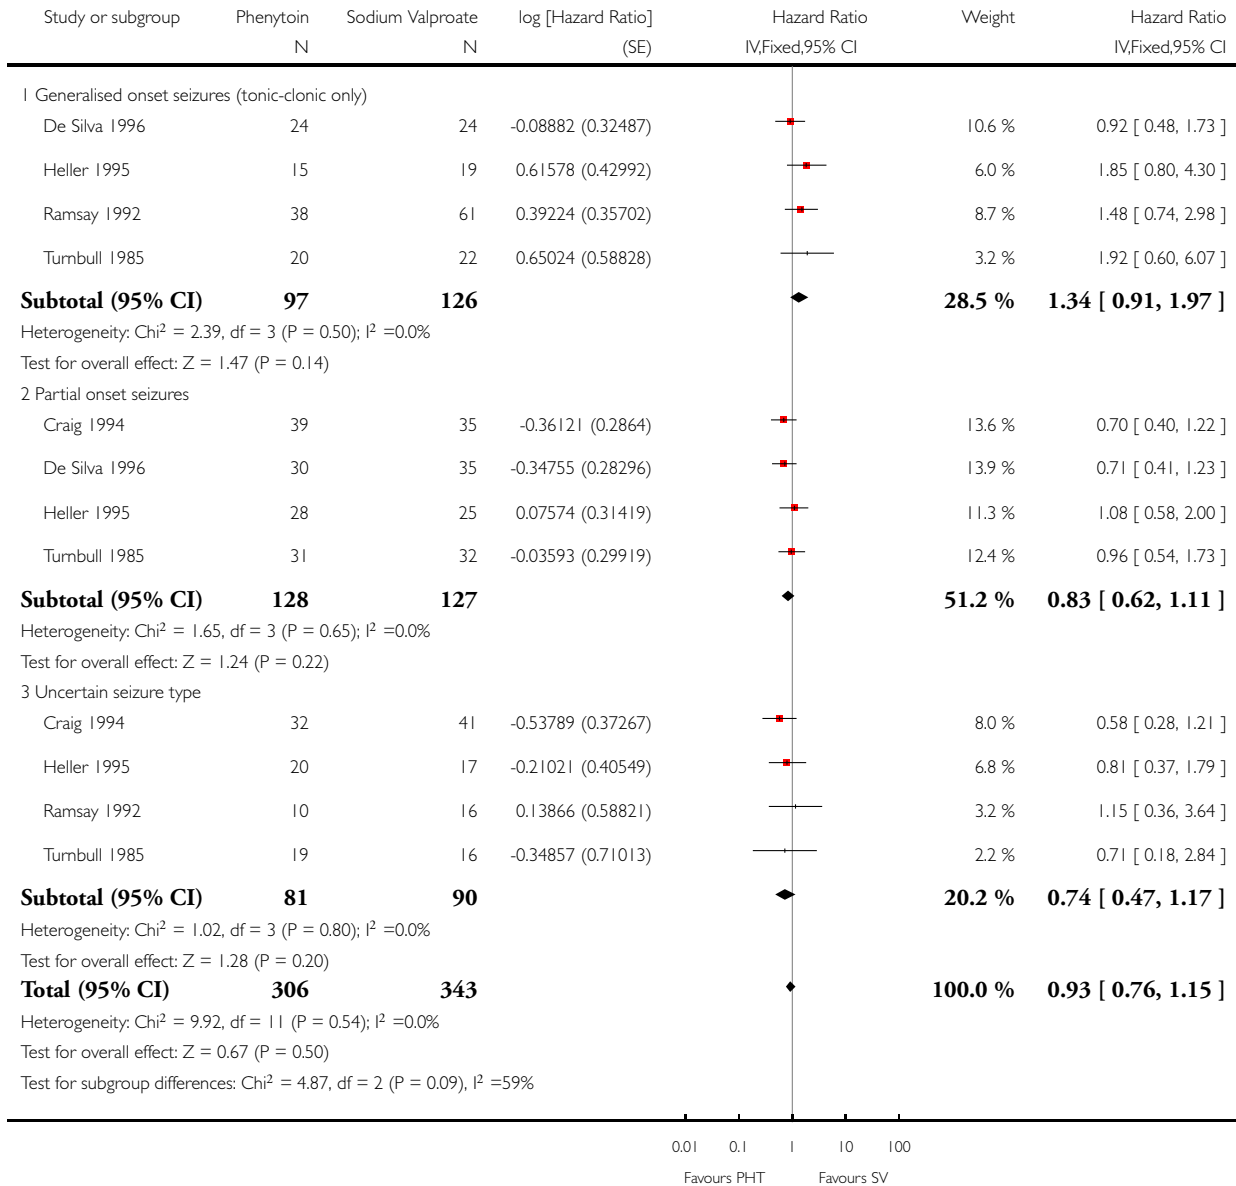 Study or subgroup Phenytoin Sodium Valproate log [Hazard Ratio] Hazard Ratio Weight Hazard Ratio
N N (SE) IV,Fixed,95% CI IV,Fixed,95% CI
1 Generalised onset seizures (tonic-clonic only)
De Silva 1996 24 24 -0.08882 (0.32487) 10.6 % 0.92 [ 0.48, 1.73 ]
Heller 1995 15 19 0.61578 (0.42992) 6.0 % 1.85 [ 0.80, 4.30 ]
Ramsay 1992 38 61 0.39224 (0.35702) 8.7 % 1.48 [ 0.74, 2.98 ]
Turnbull 1985 20 22 0.65024 (0.58828) 3.2 % 1.92 [ 0.60, 6.07 ]
Subtotal (95% CI) 97 126 28.5 % 1.34 [ 0.91, 1.97 ]
Heterogeneity: Chi² = 2.39, df = 3 (P = 0.50); I² =0.0%
Test for overall effect: Z = 1.47 (P = 0.14)
2 Partial onset seizures
Craig 1994 39 35 -0.36121 (0.2864) 13.6 % 0.70 [ 0.40, 1.22 ]
De Silva 1996 30 35 -0.34755 (0.28296) 13.9 % 0.71 [ 0.41, 1.23 ]
Heller 1995 28 25 0.07574 (0.31419) 11.3 % 1.08 [ 0.58, 2.00 ]
Turnbull 1985 31 32 -0.03593 (0.29919) 12.4 % 0.96 [ 0.54, 1.73 ]
Subtotal (95% CI) 128 127 51.2 % 0.83 [ 0.62, 1.11 ]
Heterogeneity: Chi² = 1.65, df = 3 (P = 0.65); I² =0.0%
Test for overall effect: Z = 1.24 (P = 0.22)
3 Uncertain seizure type
Craig 1994 32 41 -0.53789 (0.37267) 8.0 % 0.58 [ 0.28, 1.21 ]
Heller 1995 20 17 -0.21021 (0.40549) 6.8 % 0.81 [ 0.37, 1.79 ]
Ramsay 1992 10 16 0.13866 (0.58821) 3.2 % 1.15 [ 0.36, 3.64 ]
Turnbull 1985 19 16 -0.34857 (0.71013) 2.2 % 0.71 [ 0.18, 2.84 ]
Subtotal (95% CI) 81 90 20.2 % 0.74 [ 0.47, 1.17 ]
Heterogeneity: Chi² = 1.02, df = 3 (P = 0.80); I² =0.0%
Test for overall effect: Z = 1.28 (P = 0.20)
Total (95% CI) 306 343 100.0 % 0.93 [ 0.76, 1.15 ]
Heterogeneity: Chi² = 9.92, df = 11 (P = 0.54); I² =0.0%
Test for overall effect: Z = 0.67 (P = 0.50)
Test for subgroup differences: Chi² = 4.87, df = 2 (P = 0.09), I² =59%
0.01 0.1 1 10 100
Favours PHT Favours SV